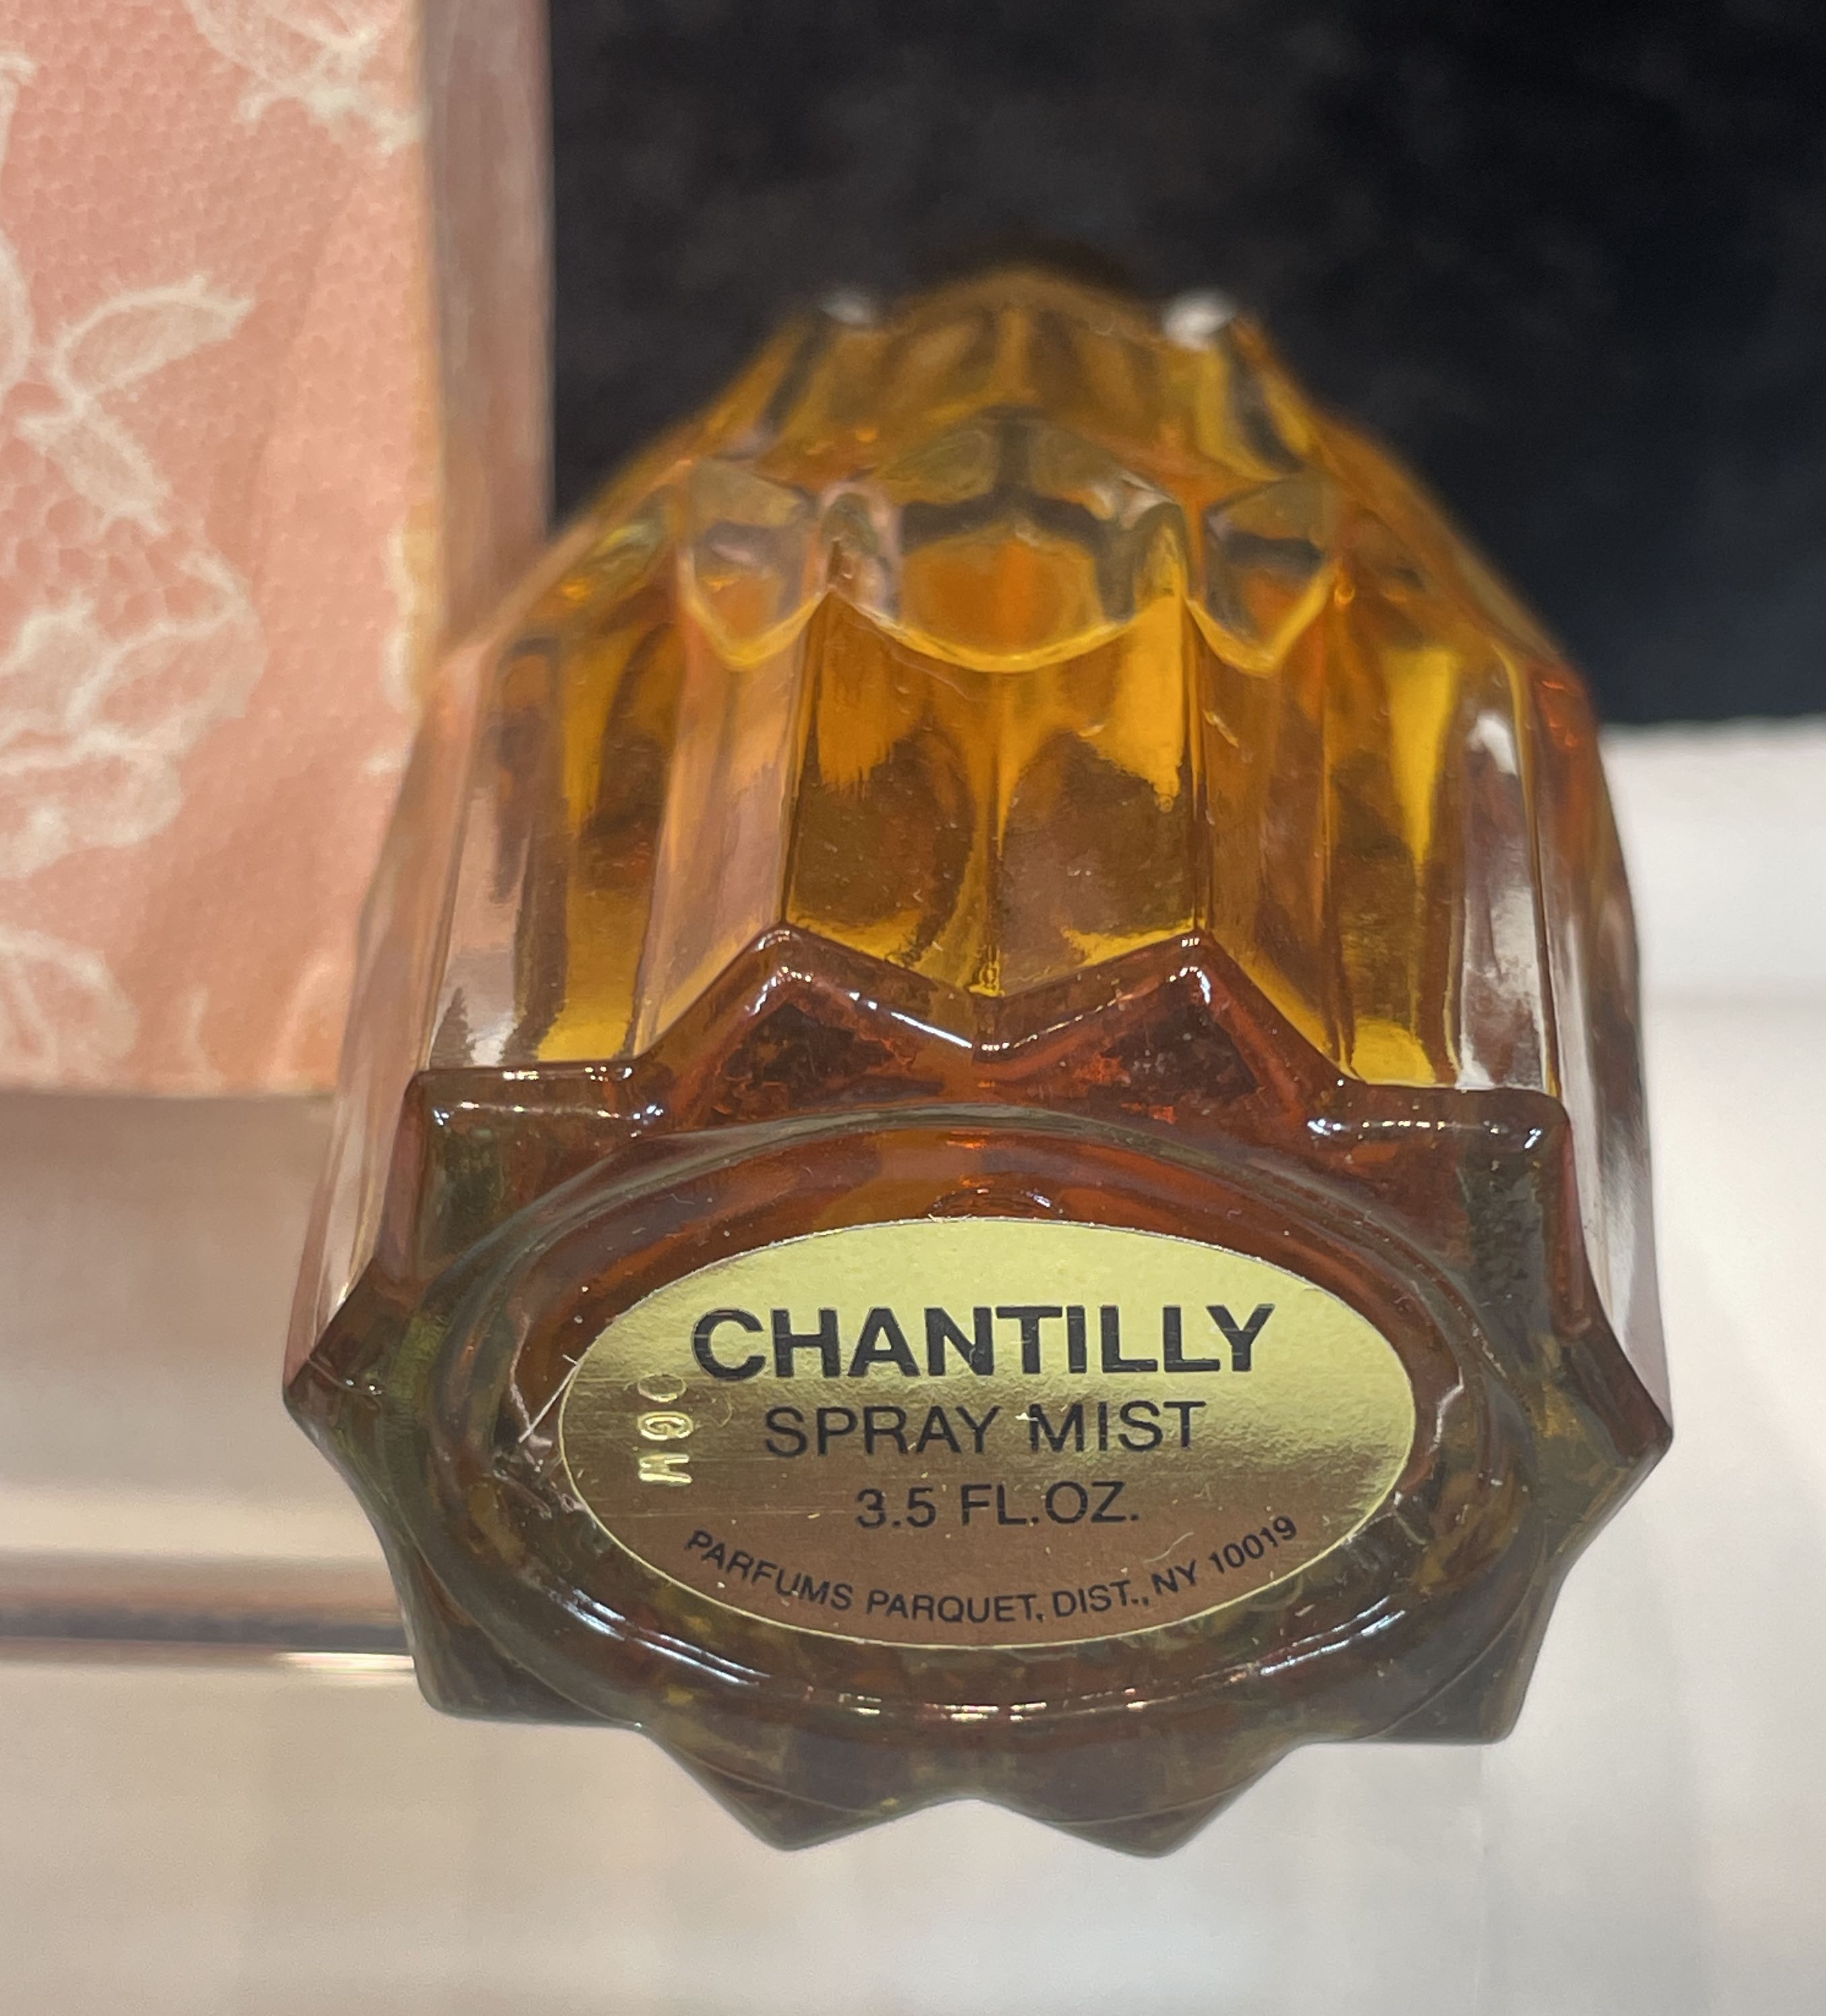 CHANTILLY
SPRAY MIST
3.5 FL.OZ.
PARFUMS PARQUET, DIST., NY 10019